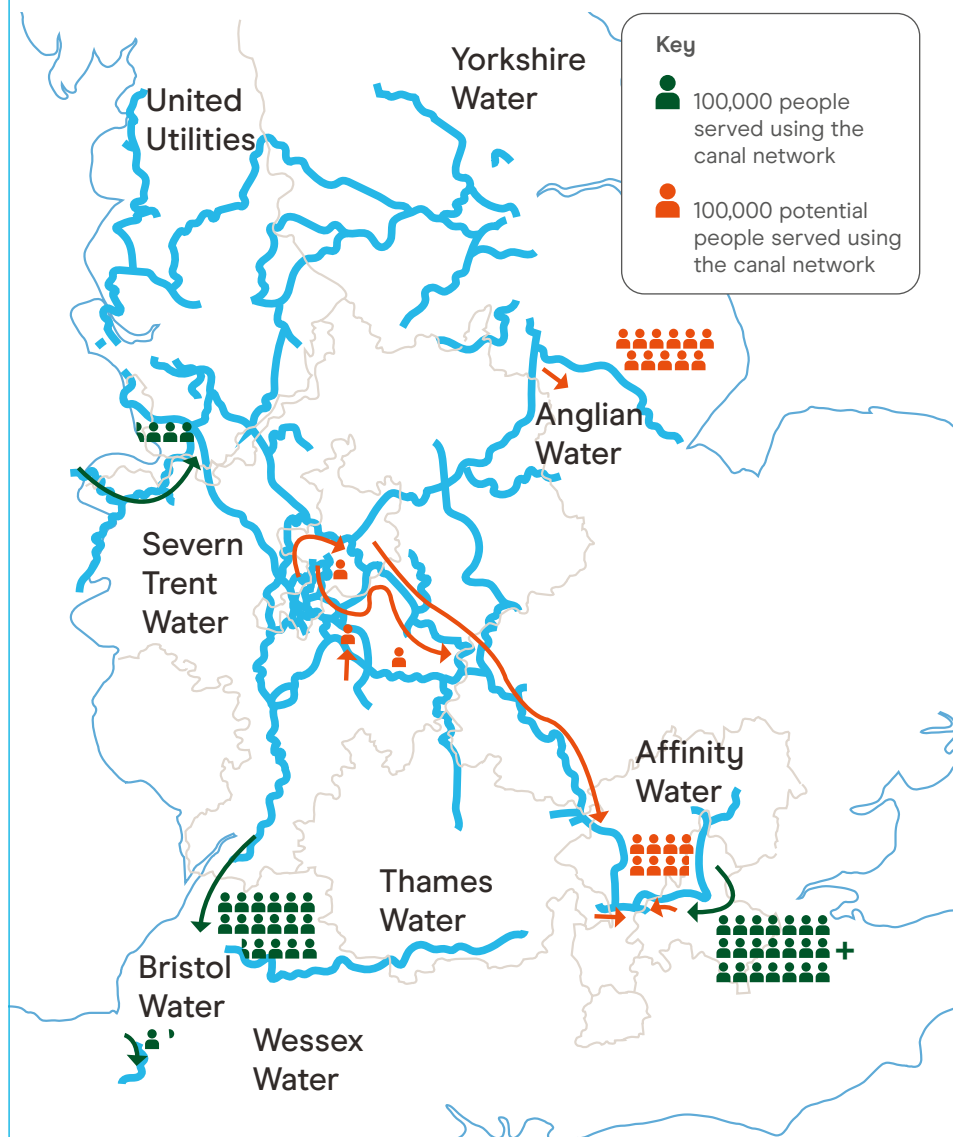 Yorkshire
Water
United
Utilities
Key
100,000 people
served using the
canal network
100,000 potential
people served using
the canal network
Anglian
Water
Severn
Trent
Water
Affinity
Water
Thames
Water
+
Bristol
Water
Wessex
Water